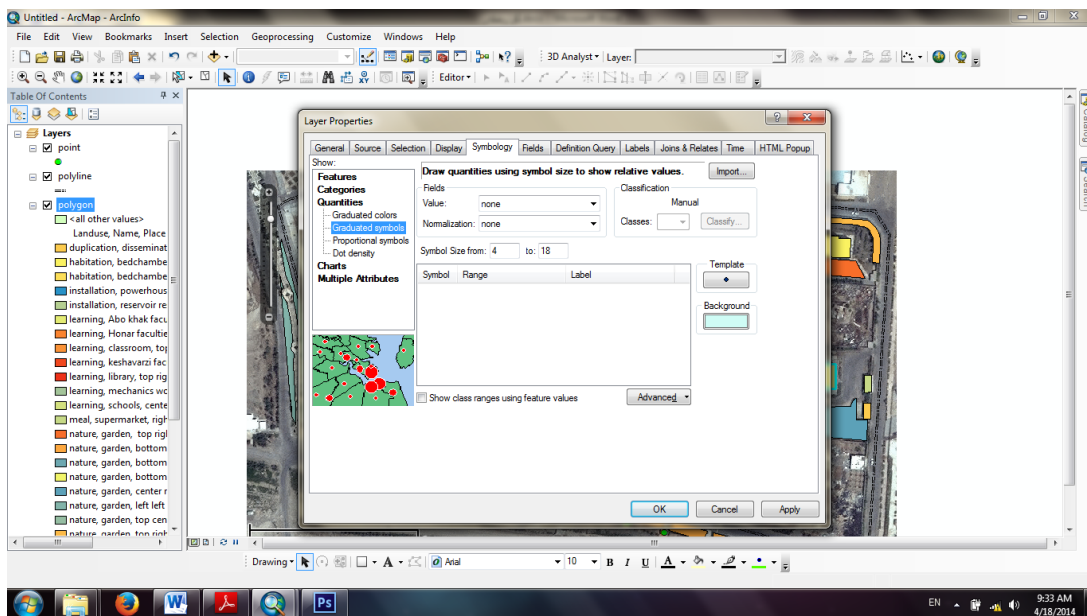 Untitled - ArcMap - ArcInfo
File Edit View Bookmarks Insert Selection Geoprocessing Customize Windows Help
3D Analyst Layer:
Editor
Table Of Contents
Layers
point
polyline
polygon
<all other values>
Landuse, Name, Place
duplication, disseminat
habitation, bedchambe
habitation, bedchambe
installation, powerhous
installation, reservoir re
learning, Abo khak facu
learning, Honar facultie
learning, classroom, top
learning, keshavarzi fac
learning, library, top rig
learning, mechanics wc
learning, schools, cente
meal, supermarket, righ
nature, garden, top rigl
nature, garden, bottom
nature, garden, bottom
nature, garden, bottom
nature, garden, center r
nature, garden, left left
nature, garden, top cen
nature, garden, top righ
Layer Properties
General Source Selection Display Symbology Fields Definition Query Labels Joins & Relates Time HTML Popup
Show:
Features
Categories
Quantities
Graduated colors
Graduated symbols
Proportional symbols
Dot density
Charts
Multiple Attributes
Draw quantities using symbol size to show relative values.
Import...
Fields
Value: none
Normalization: none
Classification
Manual
Classes:
Classify...
Symbol Size from: 4 to: 18
Symbol Range Label
Template
Background
Show class ranges using feature values
Advanced
OK Cancel Apply
Catalog
Search
Drawing
A
Arial
10
B I U A
W
Ps
EN
9:33 AM
4/18/2014